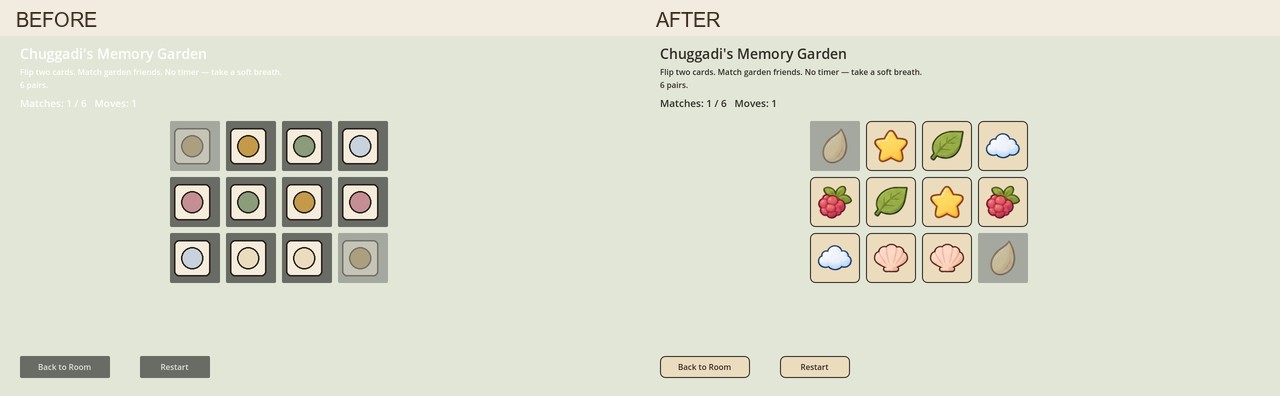 BEFORE
Chuggadi's Memory Garden
Flip two cards. Match garden friends. No timer — take a soft breath.
6 pairs.
Matches: 1 / 6 Moves: 1
Back to Room
Restart
AFTER
Chuggadi's Memory Garden
Flip two cards. Match garden friends. No timer — take a soft breath.
6 pairs.
Matches: 1 / 6 Moves: 1
Back to Room
Restart